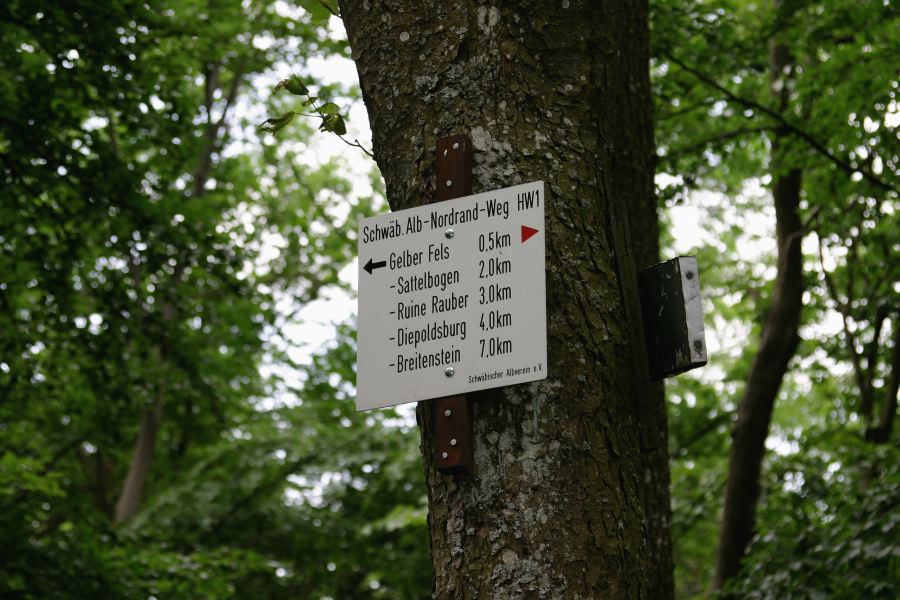 Schwäb. Alb-Nordrand-Weg HW1
Gelber Fels 0,5km
-Sattelbogen 2,0km
-Ruine Rauber 3,0km
-Diepoldsburg 4,0km
-Breitenstein 7,0km
Schwäbischer Albverein e.V.